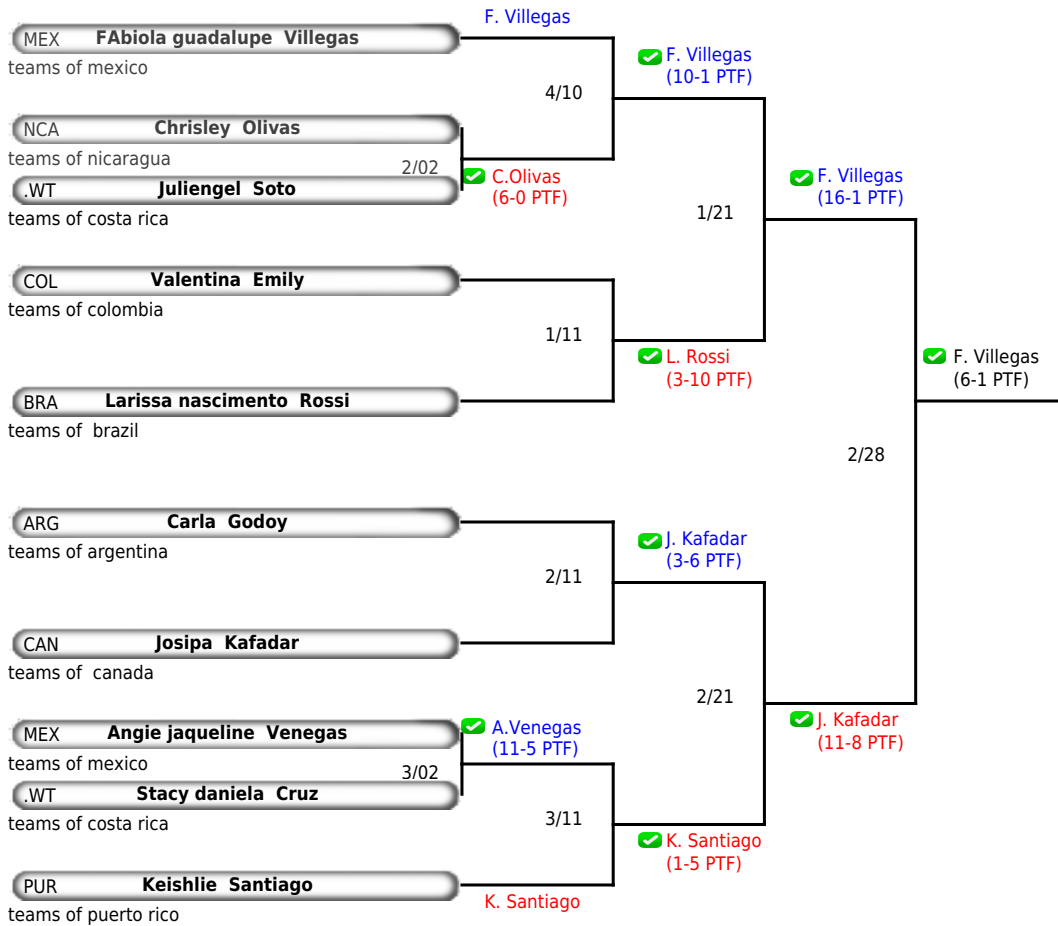 F. Villegas
MEX FAbiola guadalupe Villegas
teams of mexico
F. Villegas
(10-1 PTF)
4/10
NCA Chrisley Olivas
teams of nicaragua
2/02
C.Olivas
(6-0 PTF)
.WT Juliengel Soto
teams of costa rica
F. Villegas
(16-1 PTF)
1/21
COL Valentina Emily
teams of colombia
1/11
L. Rossi
(3-10 PTF)
F. Villegas
(6-1 PTF)
BRA Larissa nascimento Rossi
teams of brazil
2/28
ARG Carla Godoy
teams of argentina
J. Kafadar
(3-6 PTF)
2/11
CAN Josipa Kafadar
teams of canada
2/21
J. Kafadar
(11-8 PTF)
MEX Angie jaqueline Venegas
teams of mexico
A.Venegas
(11-5 PTF)
3/02
.WT Stacy daniela Cruz
teams of costa rica
3/11
K. Santiago
(1-5 PTF)
PUR Keishlie Santiago
teams of puerto rico
K. Santiago